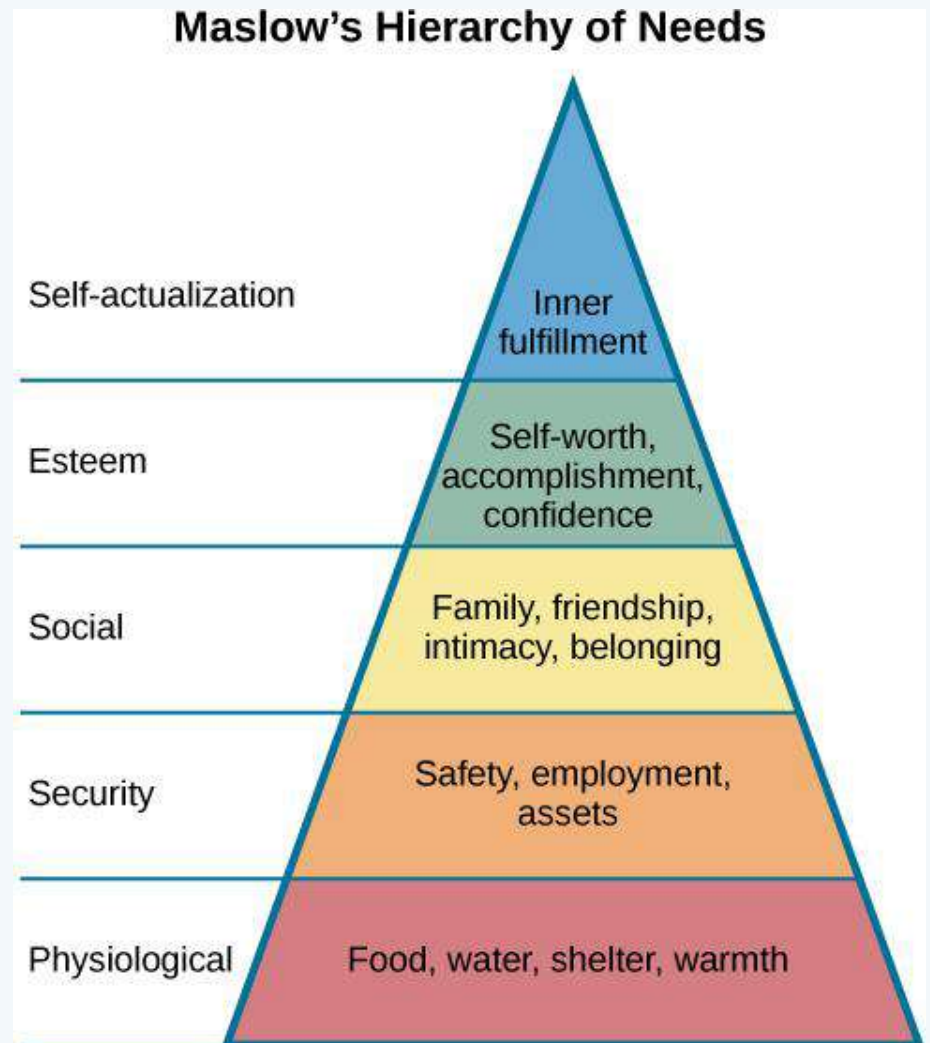 Maslow’s Hierarchy of Needs
Self-actualization
Inner
fulfillment
Esteem
Self-worth,
accomplishment,
confidence
Social
Family, friendship,
intimacy, belonging
Security
Safety, employment,
assets
Physiological
Food, water, shelter, warmth